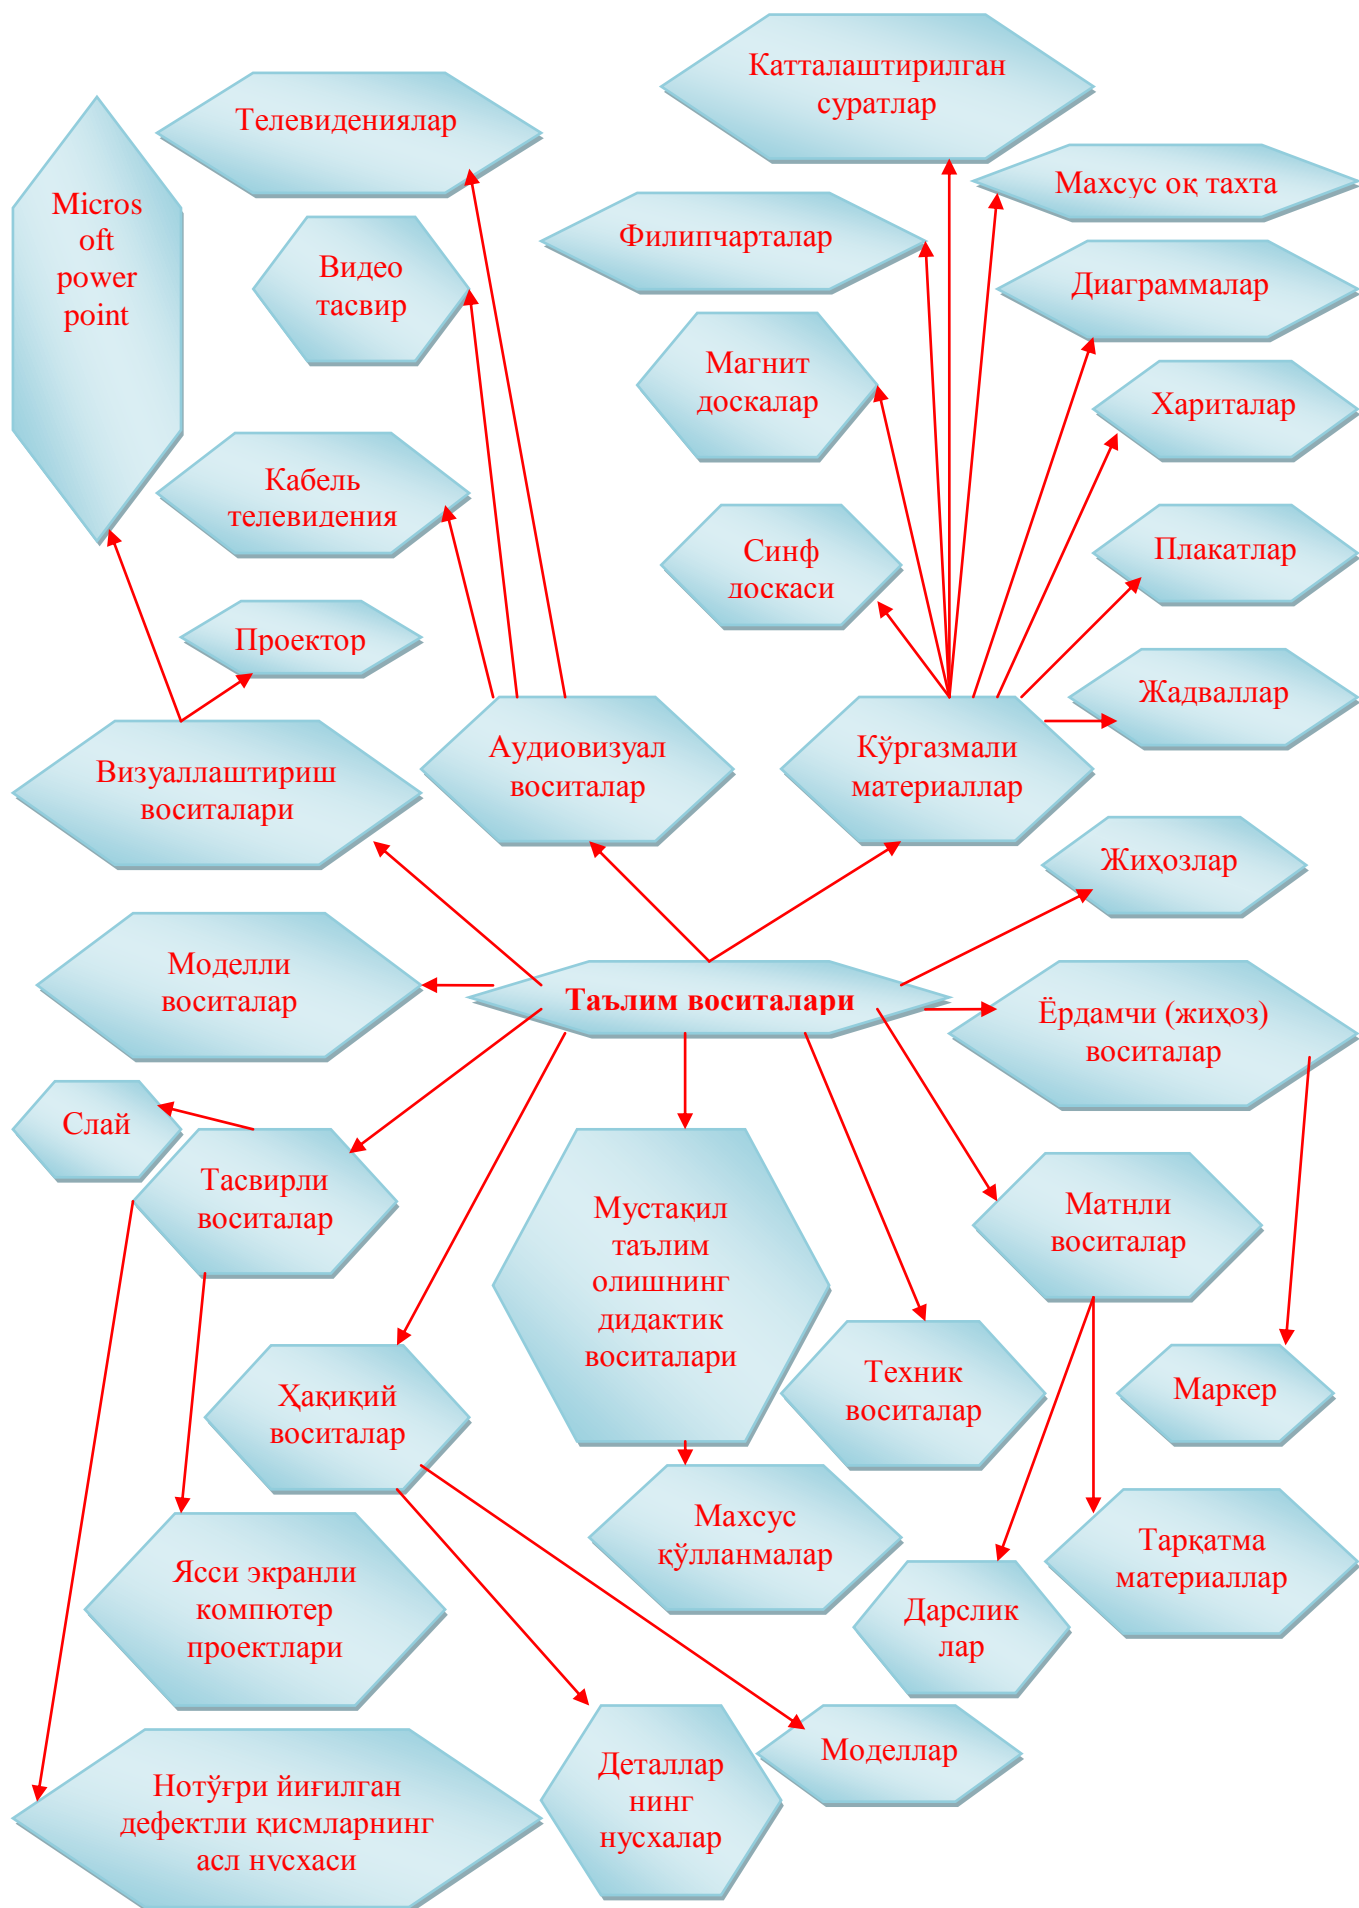 Катталаштирилган
суратлар
Телевидениялар
Micros
oft
power
point
Махсус оқ тахта
Филипчарталар
Видео
тасвир
Диаграммалар
Магнит
доскалар
Хариталар
Кабель
телевидения
Синф
доскаси
Плакатлар
Проектор
Жадваллар
Визуаллаштириш
воситалари
Аудиовизуал
воситалар
Кўргазмали
материаллар
Жиҳозлар
Моделли
воситалар
Таълим воситалари
Ёрдамчи (жиҳоз)
воситалар
Слай
Тасвирли
воситалар
Мустақил
таълим
олишнинг
дидактик
воситалари
Матнли
воситалар
Ҳақиқий
воситалар
Техник
воситалар
Маркер
Махсус
қўлланмалар
Тарқатма
материаллар
Ясси экранли
компютер
проектлари
Дарслик
лар
Деталлар
нинг
нусхалар
Моделлар
Нотўғри йиғилган
дефектли қисмларнинг
асл нусхаси